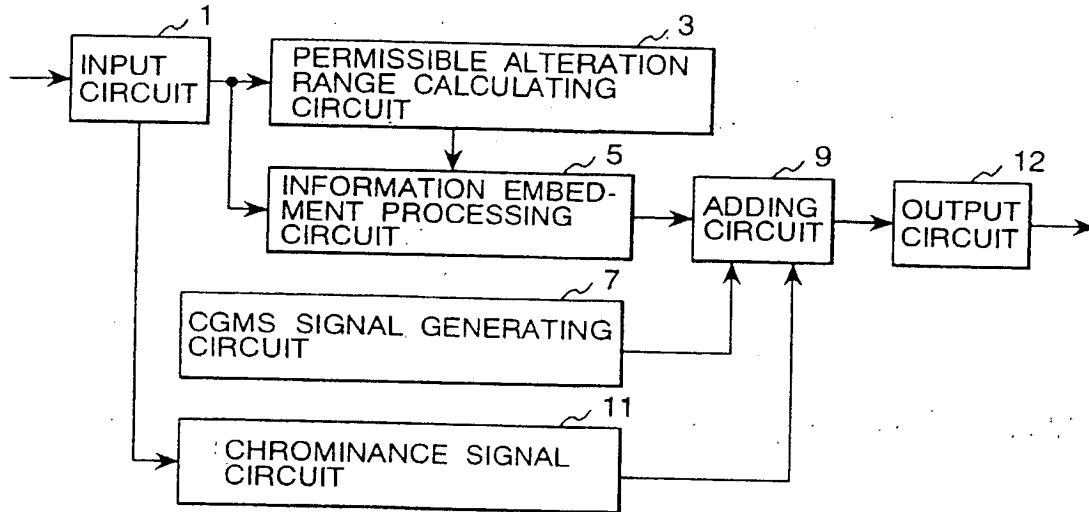 1
INPUT
CIRCUIT
3
PERMISSIBLE ALTERATION
RANGE CALCULATING
CIRCUIT
5
INFORMATION EMBED-
MENT PROCESSING
CIRCUIT
9
ADDING
CIRCUIT
12
OUTPUT
CIRCUIT
7
CGMS SIGNAL GENERATING
CIRCUIT
11
CHROMINANCE SIGNAL
CIRCUIT